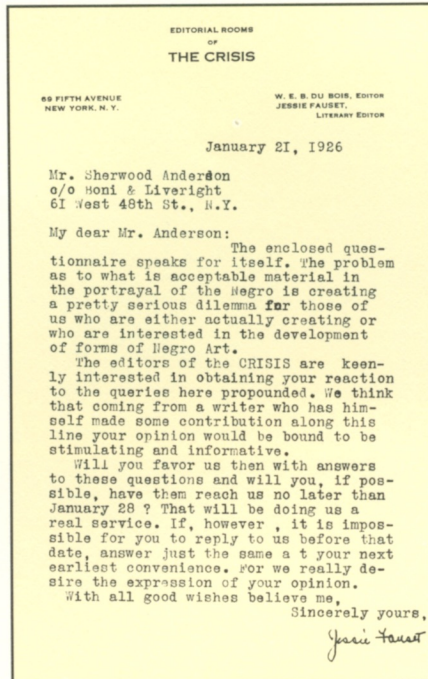 EDITORIAL ROOMS
OF
THE CRISIS
69 FIFTH AVENUE
NEW YORK, N. Y.
W. E. B. DU BOIS, EDITOR
JESSIE FAUSET,
LITERARY EDITOR
January 2I, I926
Mr. Sherwood Anderson
c/o Boni & Liveright
6I West 48th St., N.Y.
My dear Mr. Anderson:
The enclosed ques-
tionnaire speaks for itself. The problem
as to what is acceptable material in
the portrayal of the Negro is creating
a pretty serious dilemma for those of
us who are either actually creating or
who are interested in the development
of forms of Negro Art.
The editors of the CRISIS are keen-
ly interested in obtaining your reaction
to the queries here propounded. We think
that coming from a writer who has him-
self made some contribution along this
line your opinion would be bound to be
stimulating and informative.
Will you favor us then with answers
to these questions and will you, if pos-
sible, have them reach us no later than
January 28 ? That will be doing us a
real service. If, however , it is impos-
sible for you to reply to us before that
date, answer just the same a t your next
earliest convenience. For we really de-
sire the expression of your opinion.
With all good wishes believe me,
Sincerely yours,
Jessie Fauset